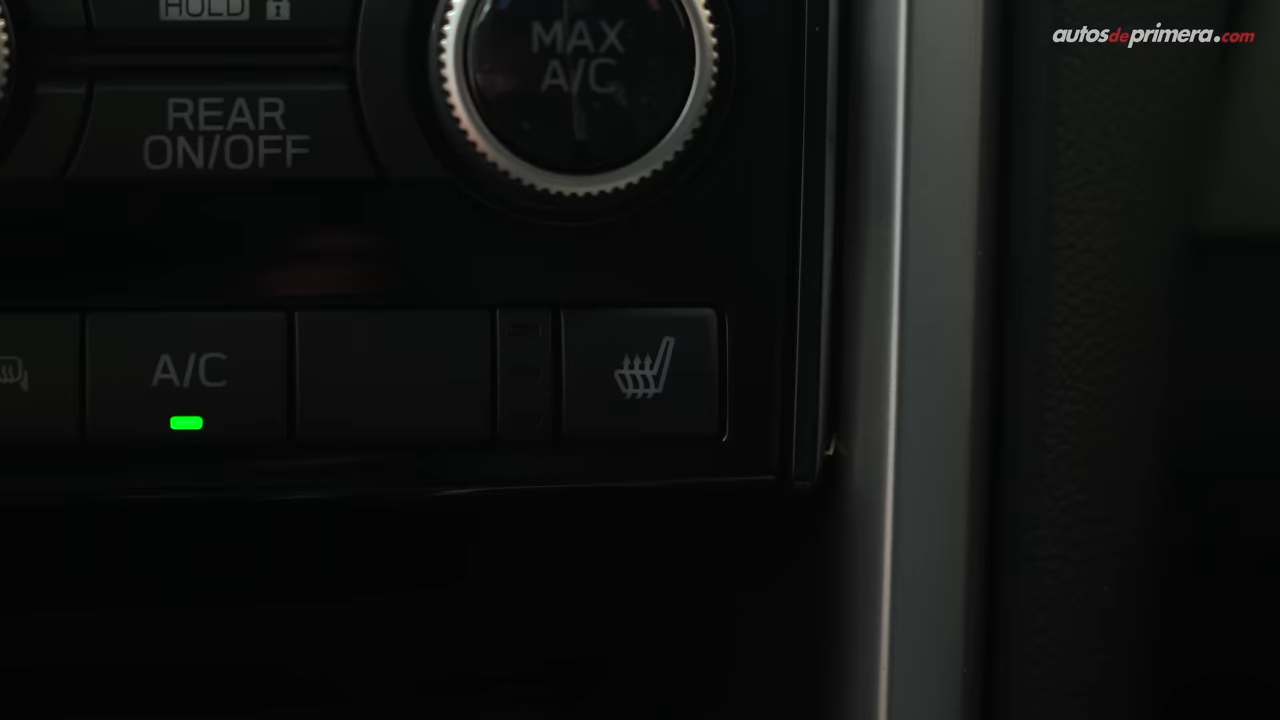 HOLD
autosdeprimera.com
MAX
A/C
REAR
ON/OFF
A/C